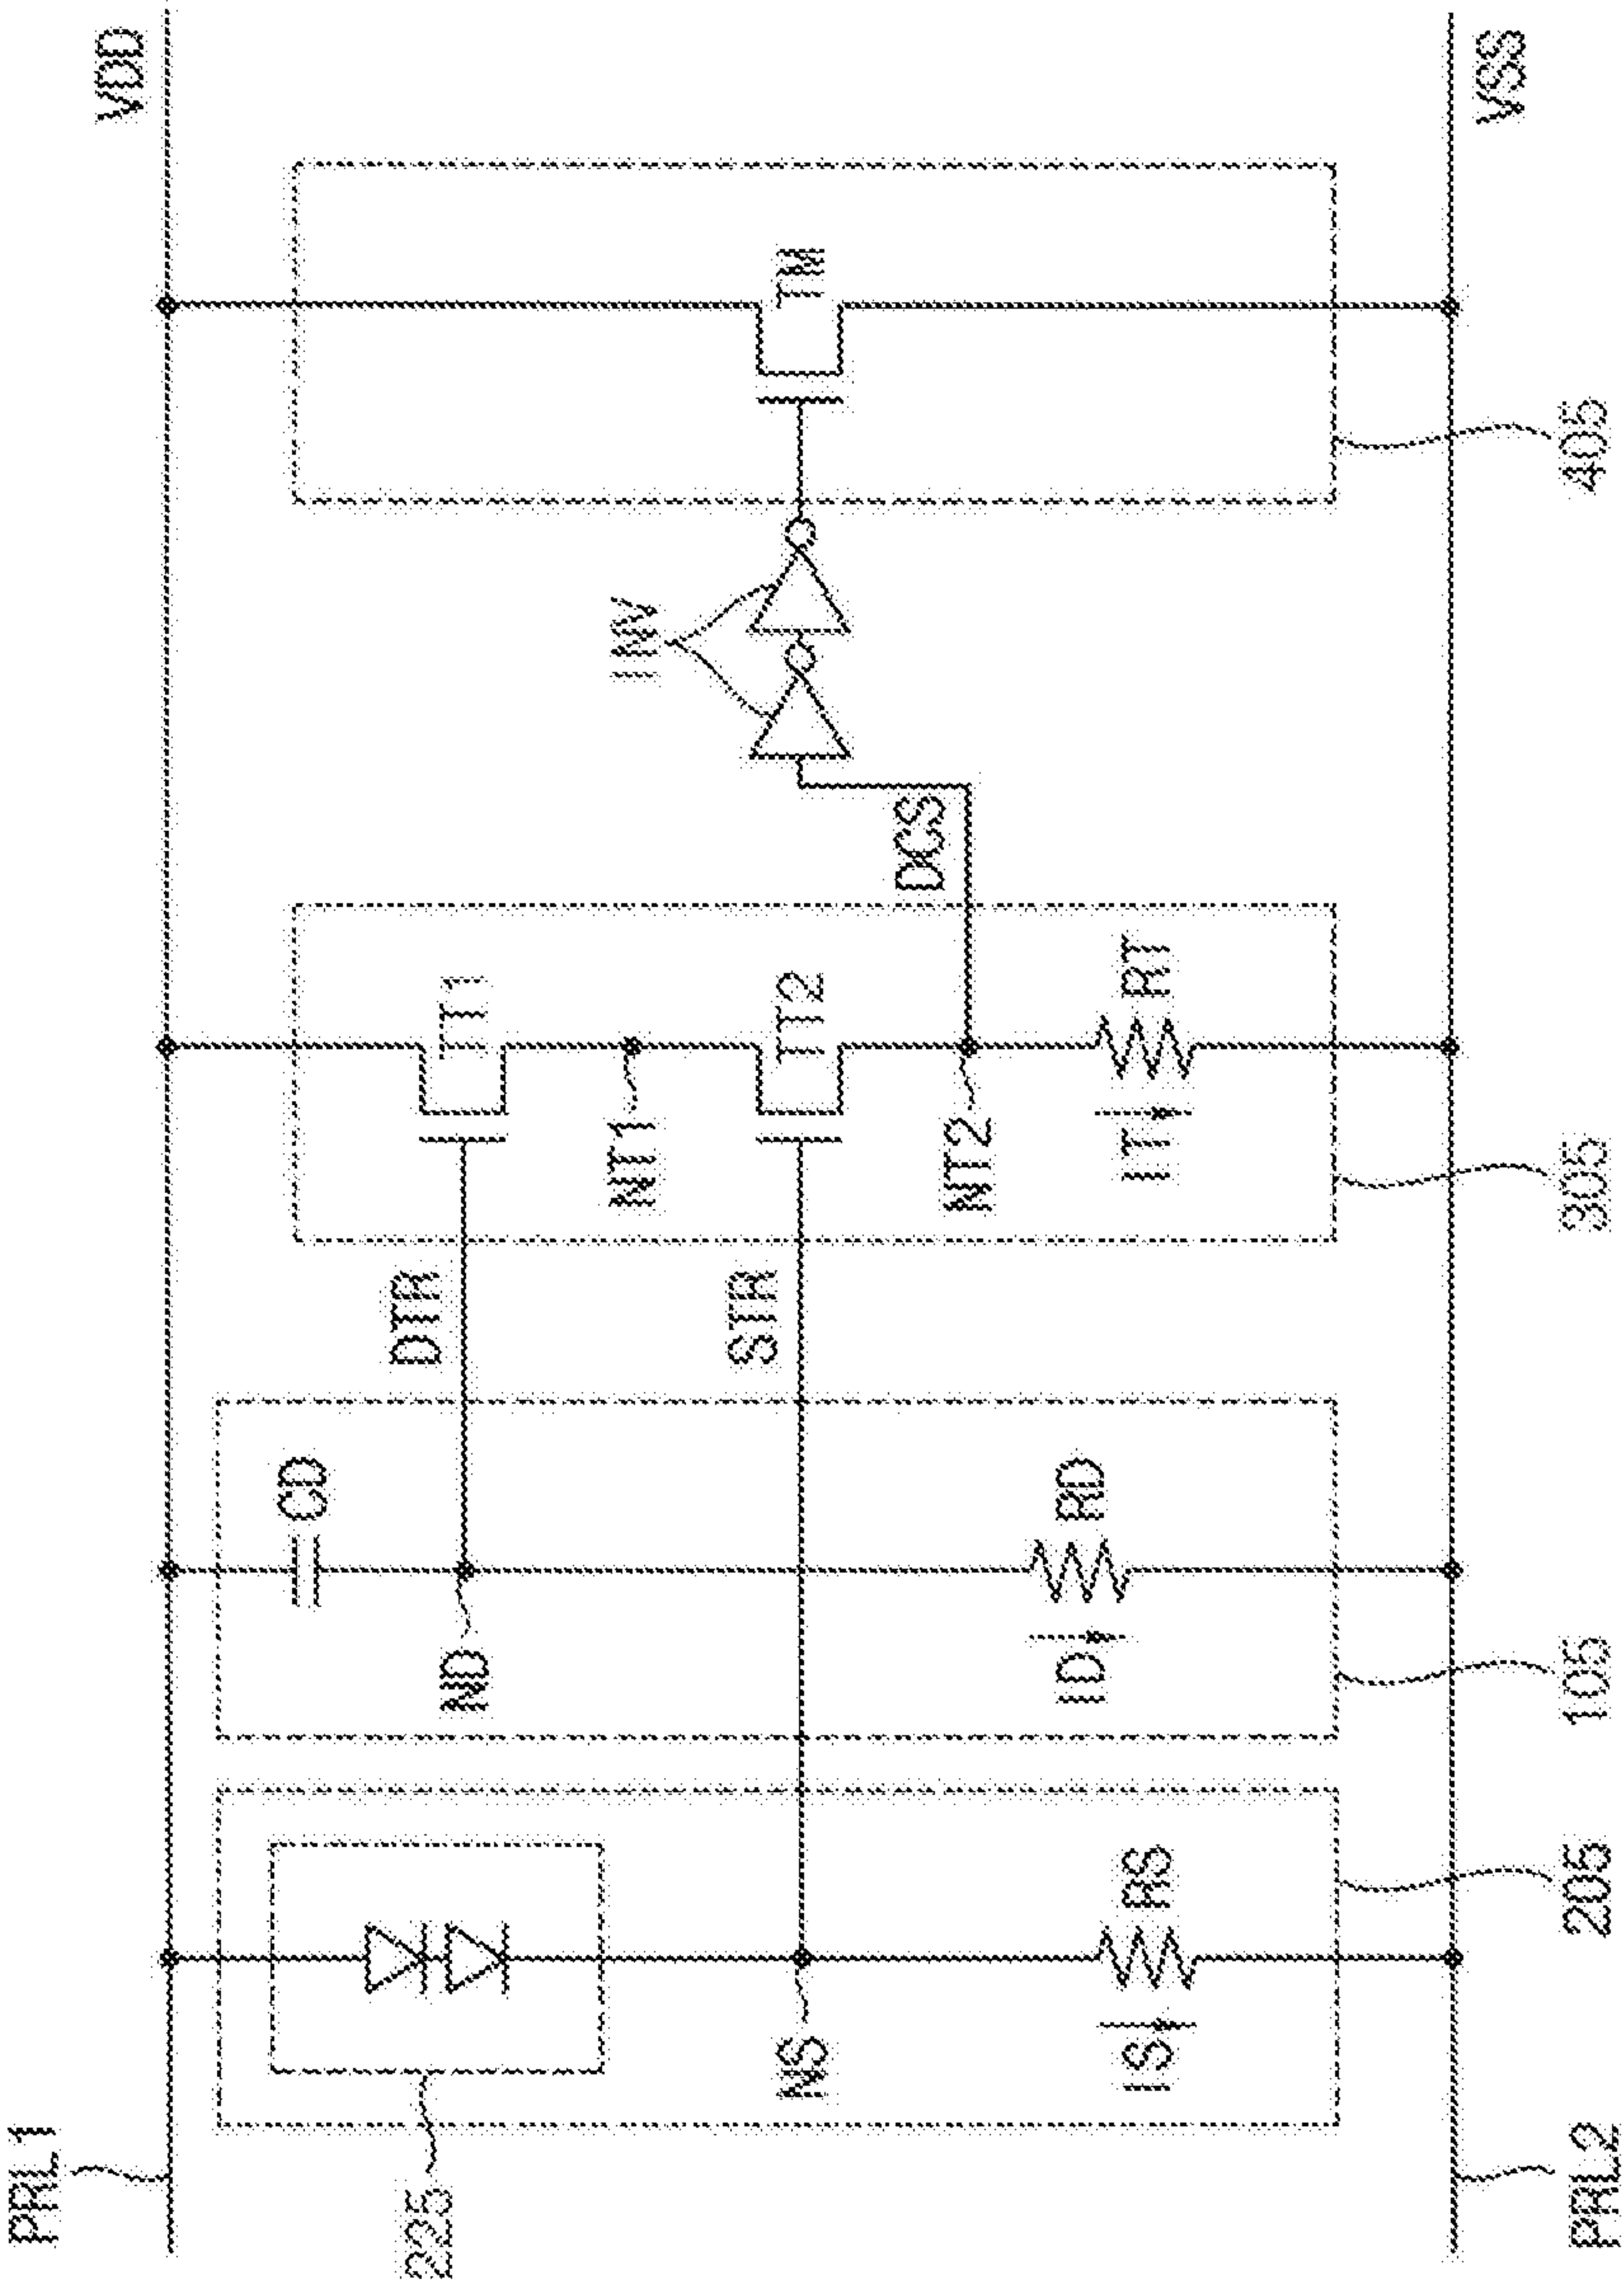 PRL1
VDD
225
CD
DTR
TT1
ND
NT1
INV
STR
TT2
TM
NS
NT2
DCS
RS
IS
RD
ID
RT
IT
PRL2
VSS
205
105
305
405